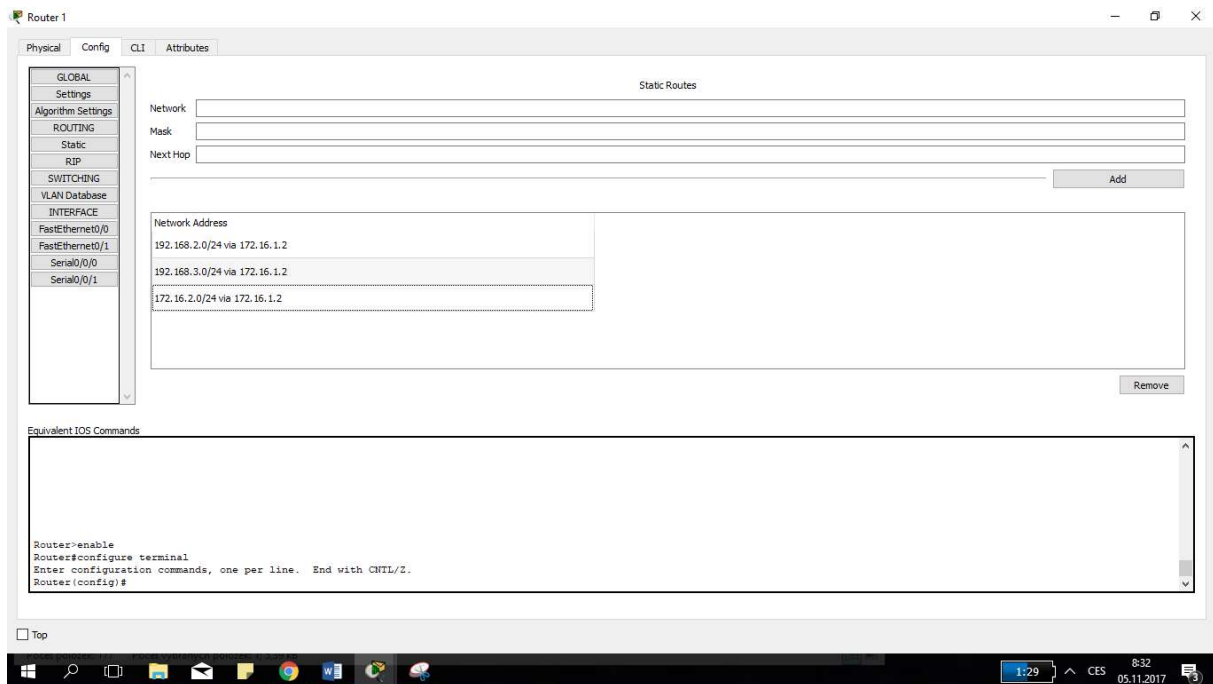 Router 1
Physical Config CLI Attributes
GLOBAL
Settings
Algorithm Settings
ROUTING
Static
RIP
SWITCHING
VLAN Database
INTERFACE
FastEthernet0/0
FastEthernet0/1
Serial0/0/0
Serial0/0/1
Static Routes
Network
Mask
Next Hop
Add
Network Address
192.168.2.0/24 via 172.16.1.2
192.168.3.0/24 via 172.16.1.2
172.16.2.0/24 via 172.16.1.2
Remove
Equivalent IOS Commands
Router>enable
Router#configure terminal
Enter configuration commands, one per line. End with CNTL/Z.
Router(config)#
Top
1:29 CES 8:32
05.11.2017 3